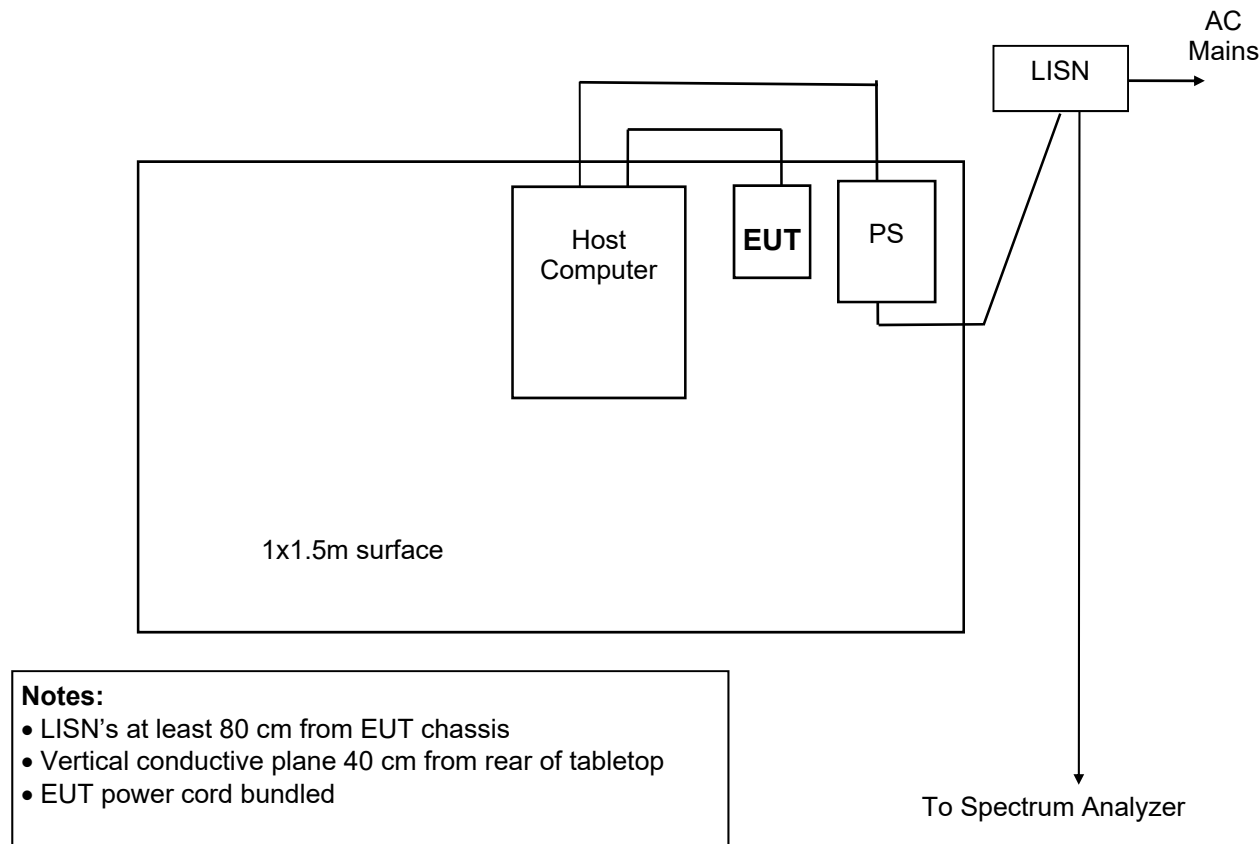 AC
Mains
LISN
Host
Computer
EUT
PS
1x1.5m surface
Notes:
• LISN’s at least 80 cm from EUT chassis
• Vertical conductive plane 40 cm from rear of tabletop
• EUT power cord bundled
To Spectrum Analyzer